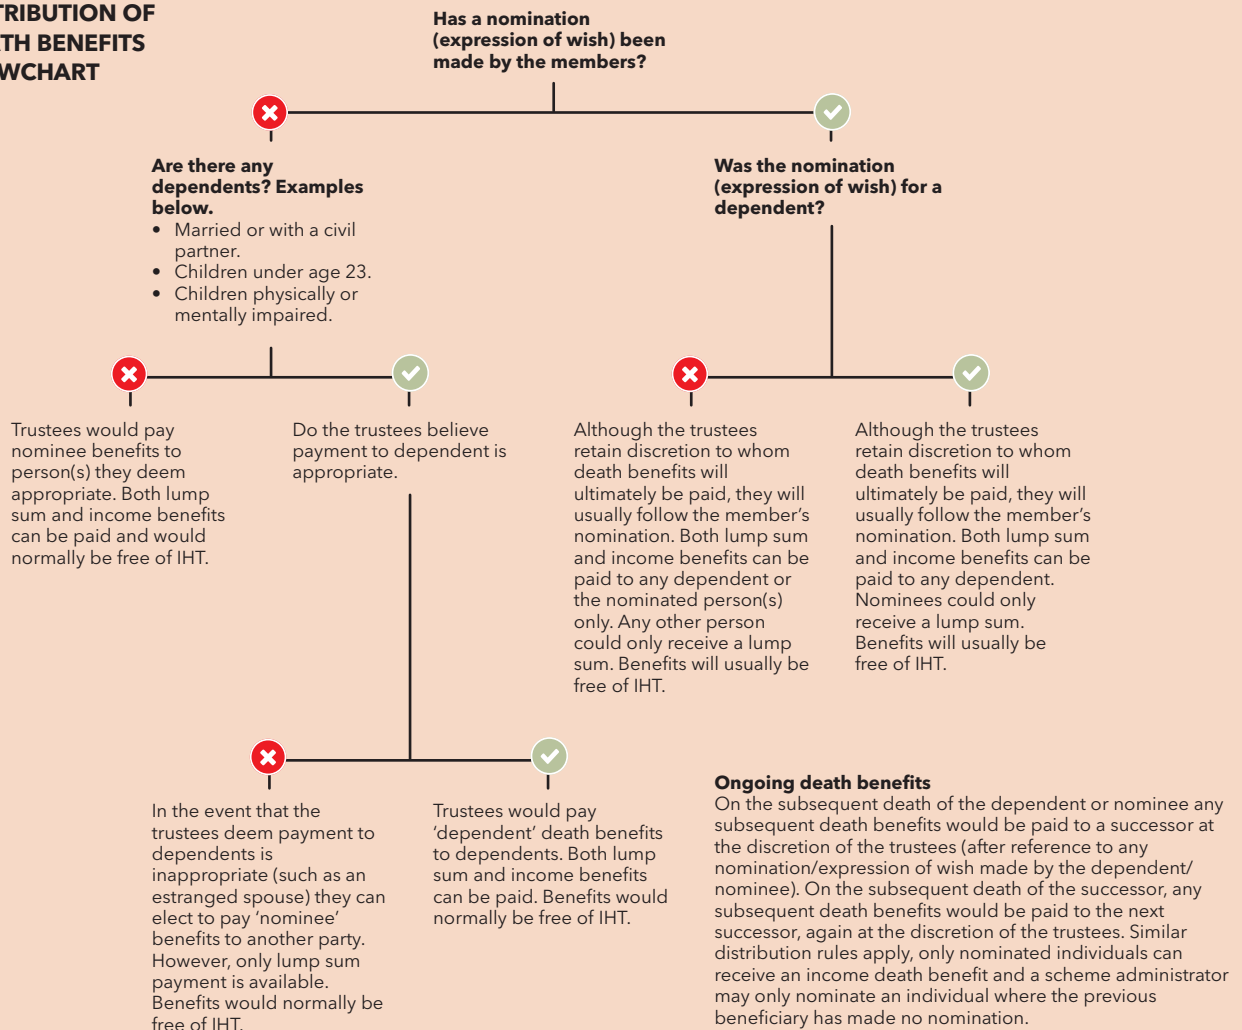 TRIBUTION OF
TH BENEFITS
WCHART
Has a nomination
(expression of wish) been
made by the members?
Are there any
dependents? Examples
below.
• Married or with a civil
partner.
• Children under age 23.
• Children physically or
mentally impaired.
Was the nomination
(expression of wish) for a
dependent?
Trustees would pay
nominee benefits to
person(s) they deem
appropriate. Both lump
sum and income benefits
can be paid and would
normally be free of IHT.
Do the trustees believe
payment to dependent is
appropriate.
Although the trustees
retain discretion to whom
death benefits will
ultimately be paid, they will
usually follow the member’s
nomination. Both lump sum
and income benefits can be
paid to any dependent or
the nominated person(s)
only. Any other person
could only receive a lump
sum. Benefits will usually be
free of IHT.
Although the trustees
retain discretion to whom
death benefits will
ultimately be paid, they will
usually follow the member’s
nomination. Both lump sum
and income benefits can be
paid to any dependent.
Nominees could only
receive a lump sum.
Benefits will usually be
free of IHT.
In the event that the
trustees deem payment to
dependents is
inappropriate (such as an
estranged spouse) they can
elect to pay ‘nominee’
benefits to another party.
However, only lump sum
payment is available.
Benefits would normally be
free of IHT.
Trustees would pay
‘dependent’ death benefits
to dependents. Both lump
sum and income benefits
can be paid. Benefits would
normally be free of IHT.
Ongoing death benefits
On the subsequent death of the dependent or nominee any
subsequent death benefits would be paid to a successor at
the discretion of the trustees (after reference to any
nomination/expression of wish made by the dependent/
nominee). On the subsequent death of the successor, any
subsequent death benefits would be paid to the next
successor, again at the discretion of the trustees. Similar
distribution rules apply, only nominated individuals can
receive an income death benefit and a scheme administrator
may only nominate an individual where the previous
beneficiary has made no nomination.